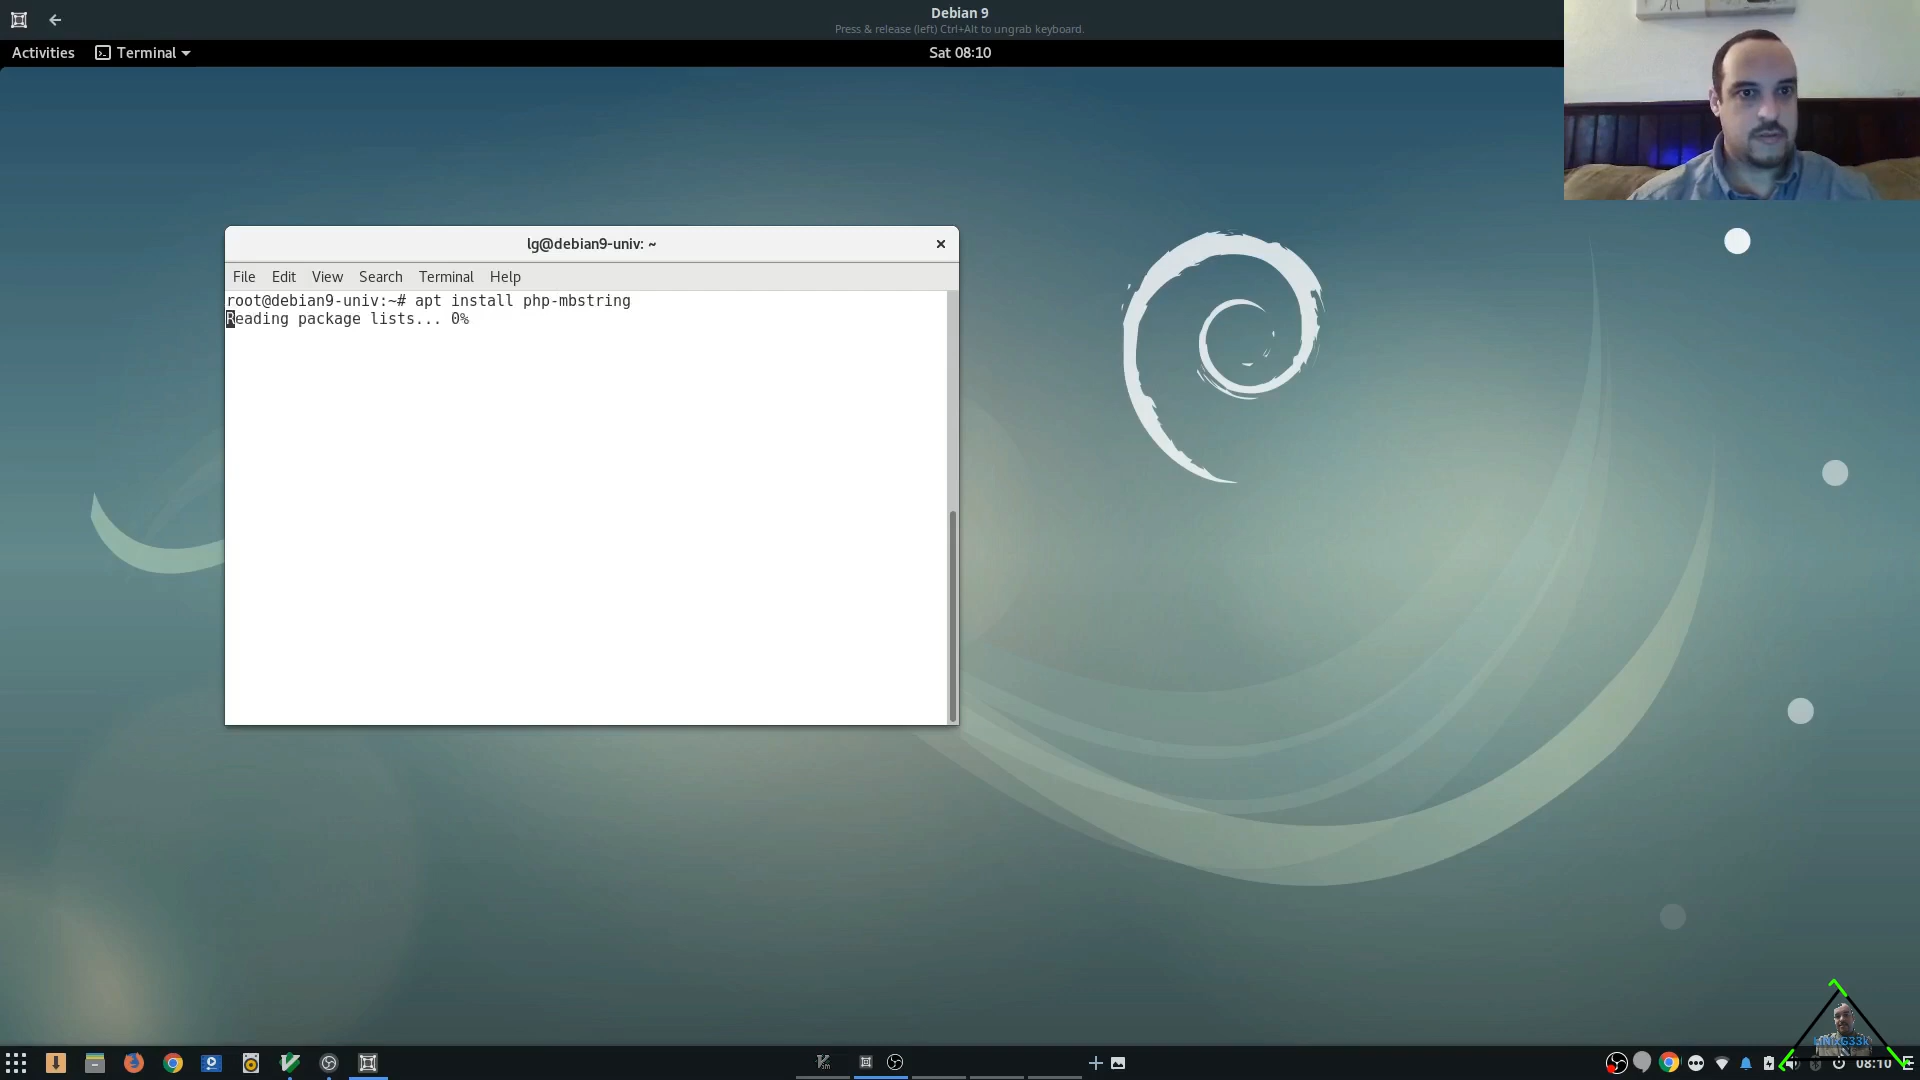 Debian 9
Press & release (left) Ctrl+Alt to ungrab keyboard.
Activities
Terminal
Sat 08:10
lg@debian9-univ: ~
File Edit View Search Terminal Help
root@debian9-univ:~# apt install php-mbstring
Reading package lists... 0%
UnixG33k
08:10